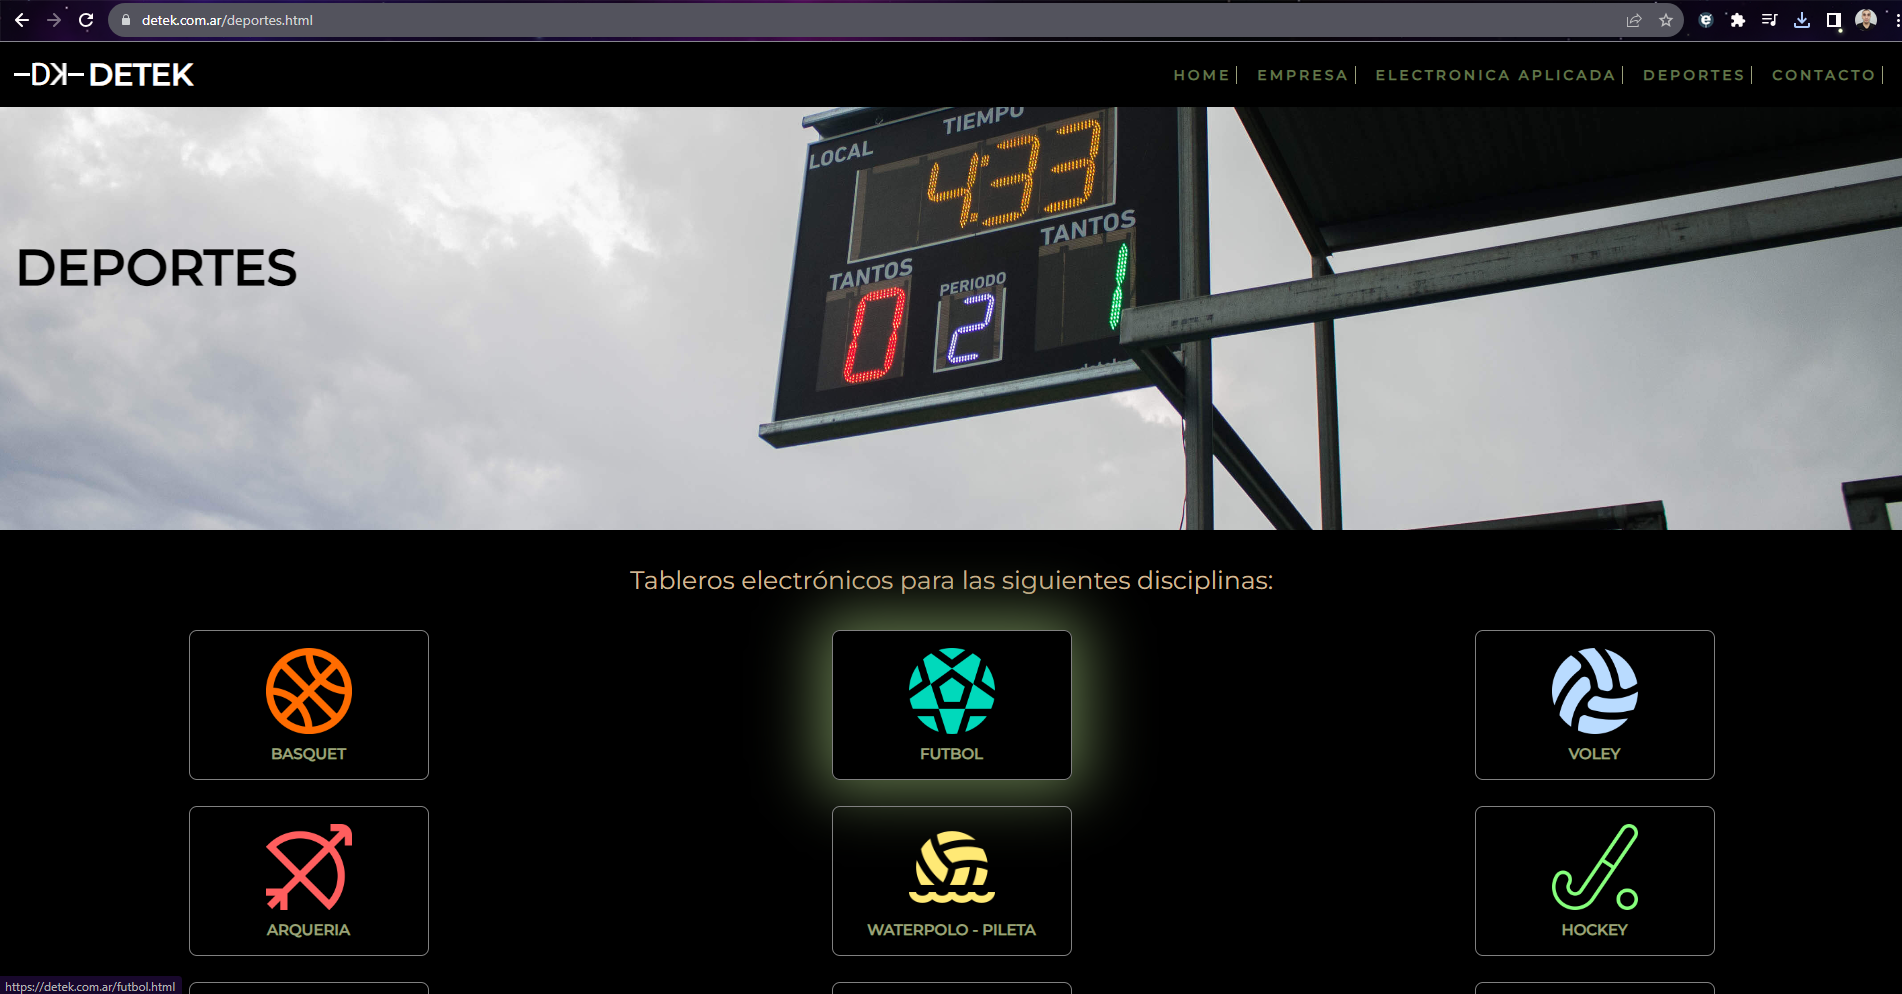 detek.com.ar/deportes.html
DK DETEK
HOME
EMPRESA
ELECTRONICA APLICADA
DEPORTES
CONTACTO
TIEMPO
LOCAL
4:33
TANTOS
TANTOS
PERIODO
0
2
1
DEPORTES
Tableros electrónicos para las siguientes disciplinas:
BASQUET
FUTBOL
VOLEY
ARQUERIA
WATERPOLO - PILETA
HOCKEY
https://detek.com.ar/futbol.html